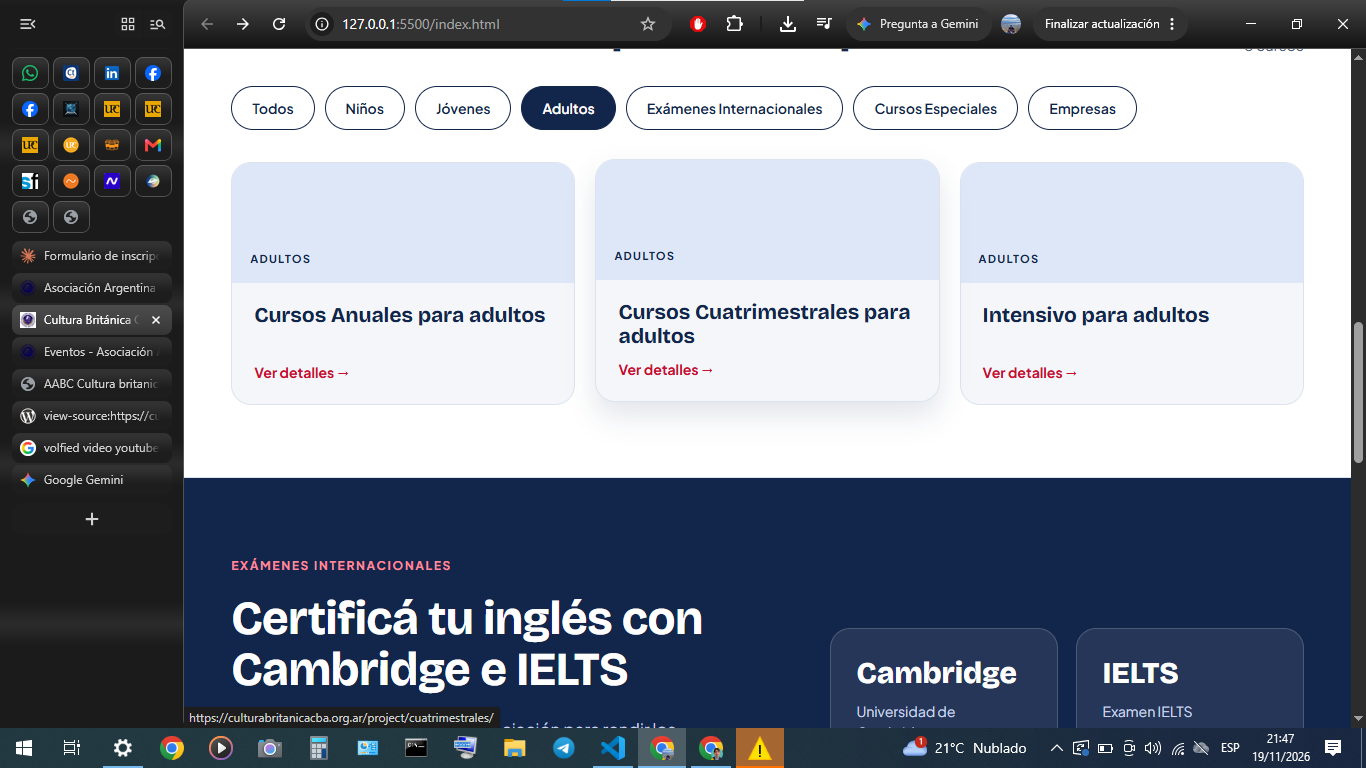 127.0.0.1:5500/index.html
Pregunta a Gemini
Finalizar actualización
Formulario de inscrip
Asociación Argentina
Cultura Británica
Eventos - Asociación
AABC Cultura britanic
view-source:https://cu
volfied video youtube
Google Gemini
Todos
Niños
Jóvenes
Adultos
Exámenes Internacionales
Cursos Especiales
Empresas
ADULTOS
Cursos Anuales para adultos
Ver detalles →
ADULTOS
Cursos Cuatrimestrales para
adultos
Ver detalles →
ADULTOS
Intensivo para adultos
Ver detalles →
EXÁMENES INTERNACIONALES
Certificá tu inglés con
Cambridge e IELTS
Cambridge
Universidad de
IELTS
Examen IELTS
https://culturabritanicacba.org.ar/project/cuatrimestrales/
1
21°C Nublado
ESP
21:47
19/11/2026